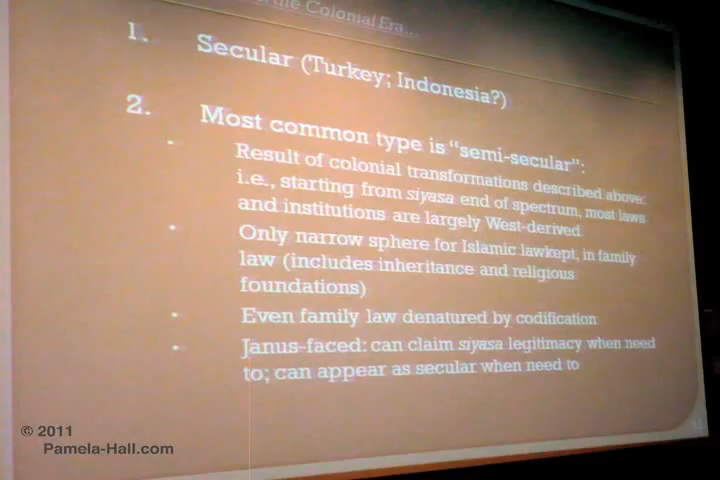 the Colonial Era...
1. Secular (Turkey; Indonesia?)
2. Most common type is “semi-secular”:
Result of colonial transformations described above:
i.e., starting from siyasa end of spectrum, most laws
and institutions are largely West-derived
Only narrow sphere for Islamic lawkept, in family
law (includes inheritance and religious
foundations)
Even family law denatured by codification
Janus-faced: can claim siyasa legitimacy when need
to; can appear as secular when need to
© 2011
Pamela-Hall.com